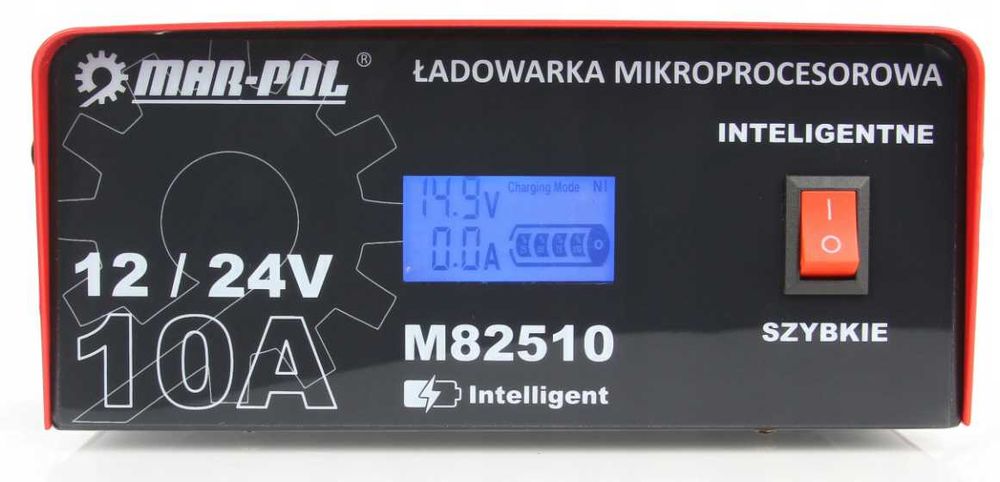 MAR-POL ®
ŁADOWARKA MIKROPROCESOROWA
INTELIGENTNE
14.9V Charging Mode
0.0A
I
O
12 / 24V
10A
M82510
SZYBKIE
Intelligent